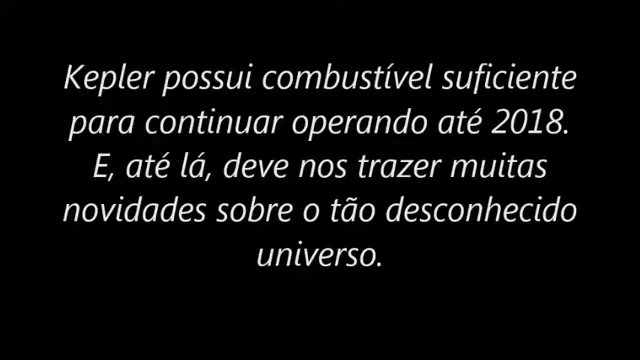 Kepler possui combustível suficiente
para continuar operando até 2018.
E, até lá, deve nos trazer muitas
novidades sobre o tão desconhecido
universo.